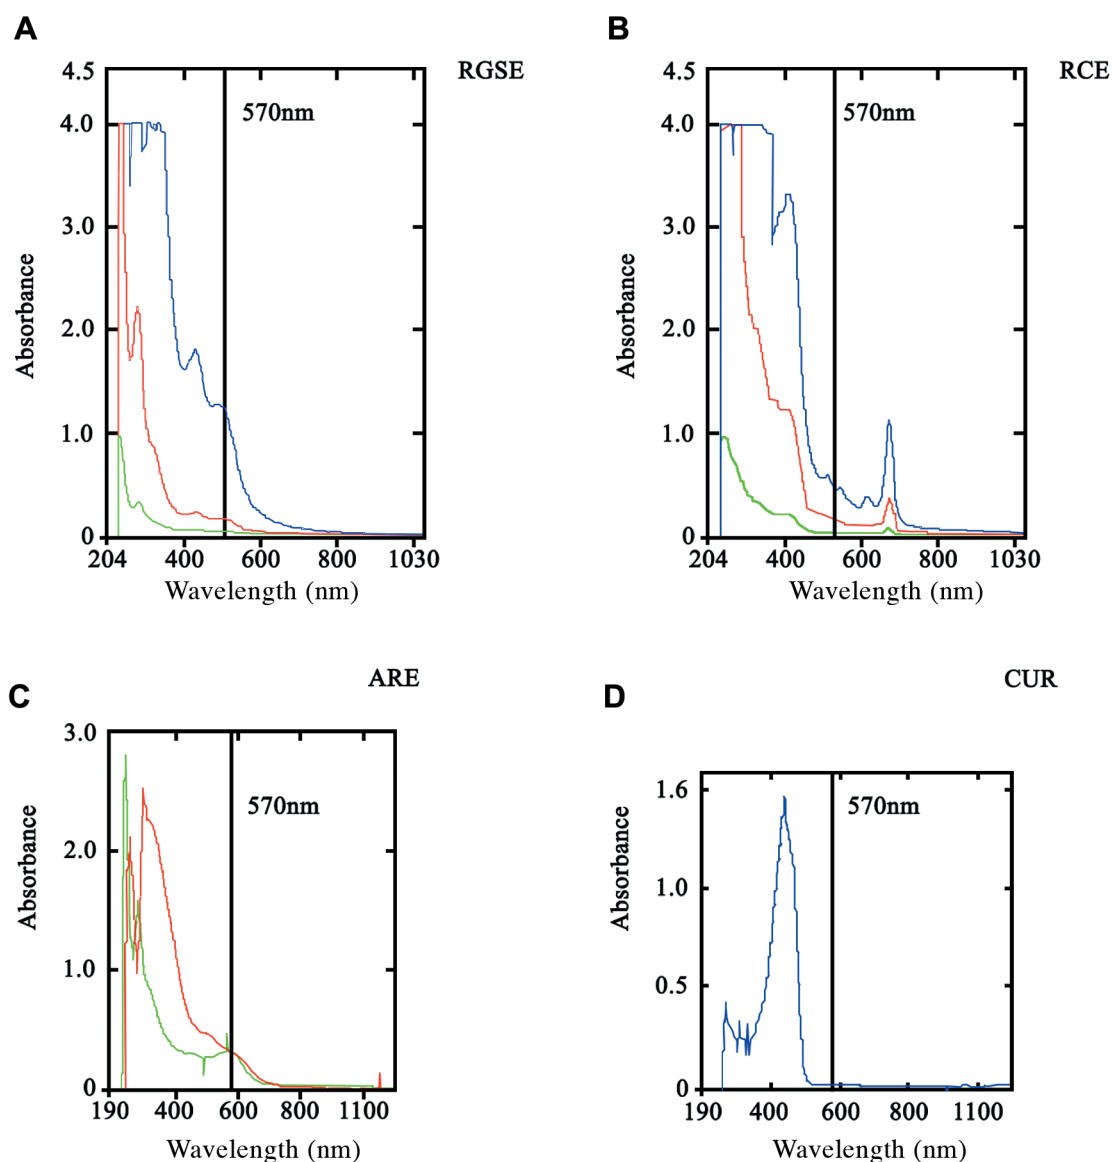 A
RGSE
4.5
570nm
4.0
3.0
2.0
1.0
0
Absorbance
204 400 600 800 1030
Wavelength (nm)
B
RCE
4.5
570nm
4.0
3.0
2.0
1.0
0
Absorbance
204 400 600 800 1030
Wavelength (nm)
C
ARE
3.0
570nm
2.0
1.0
0
Absorbance
190 400 600 800 1100
Wavelength (nm)
D
CUR
1.6
570nm
1.0
0.5
0
Absorbance
190 400 600 800 1100
Wavelength (nm)